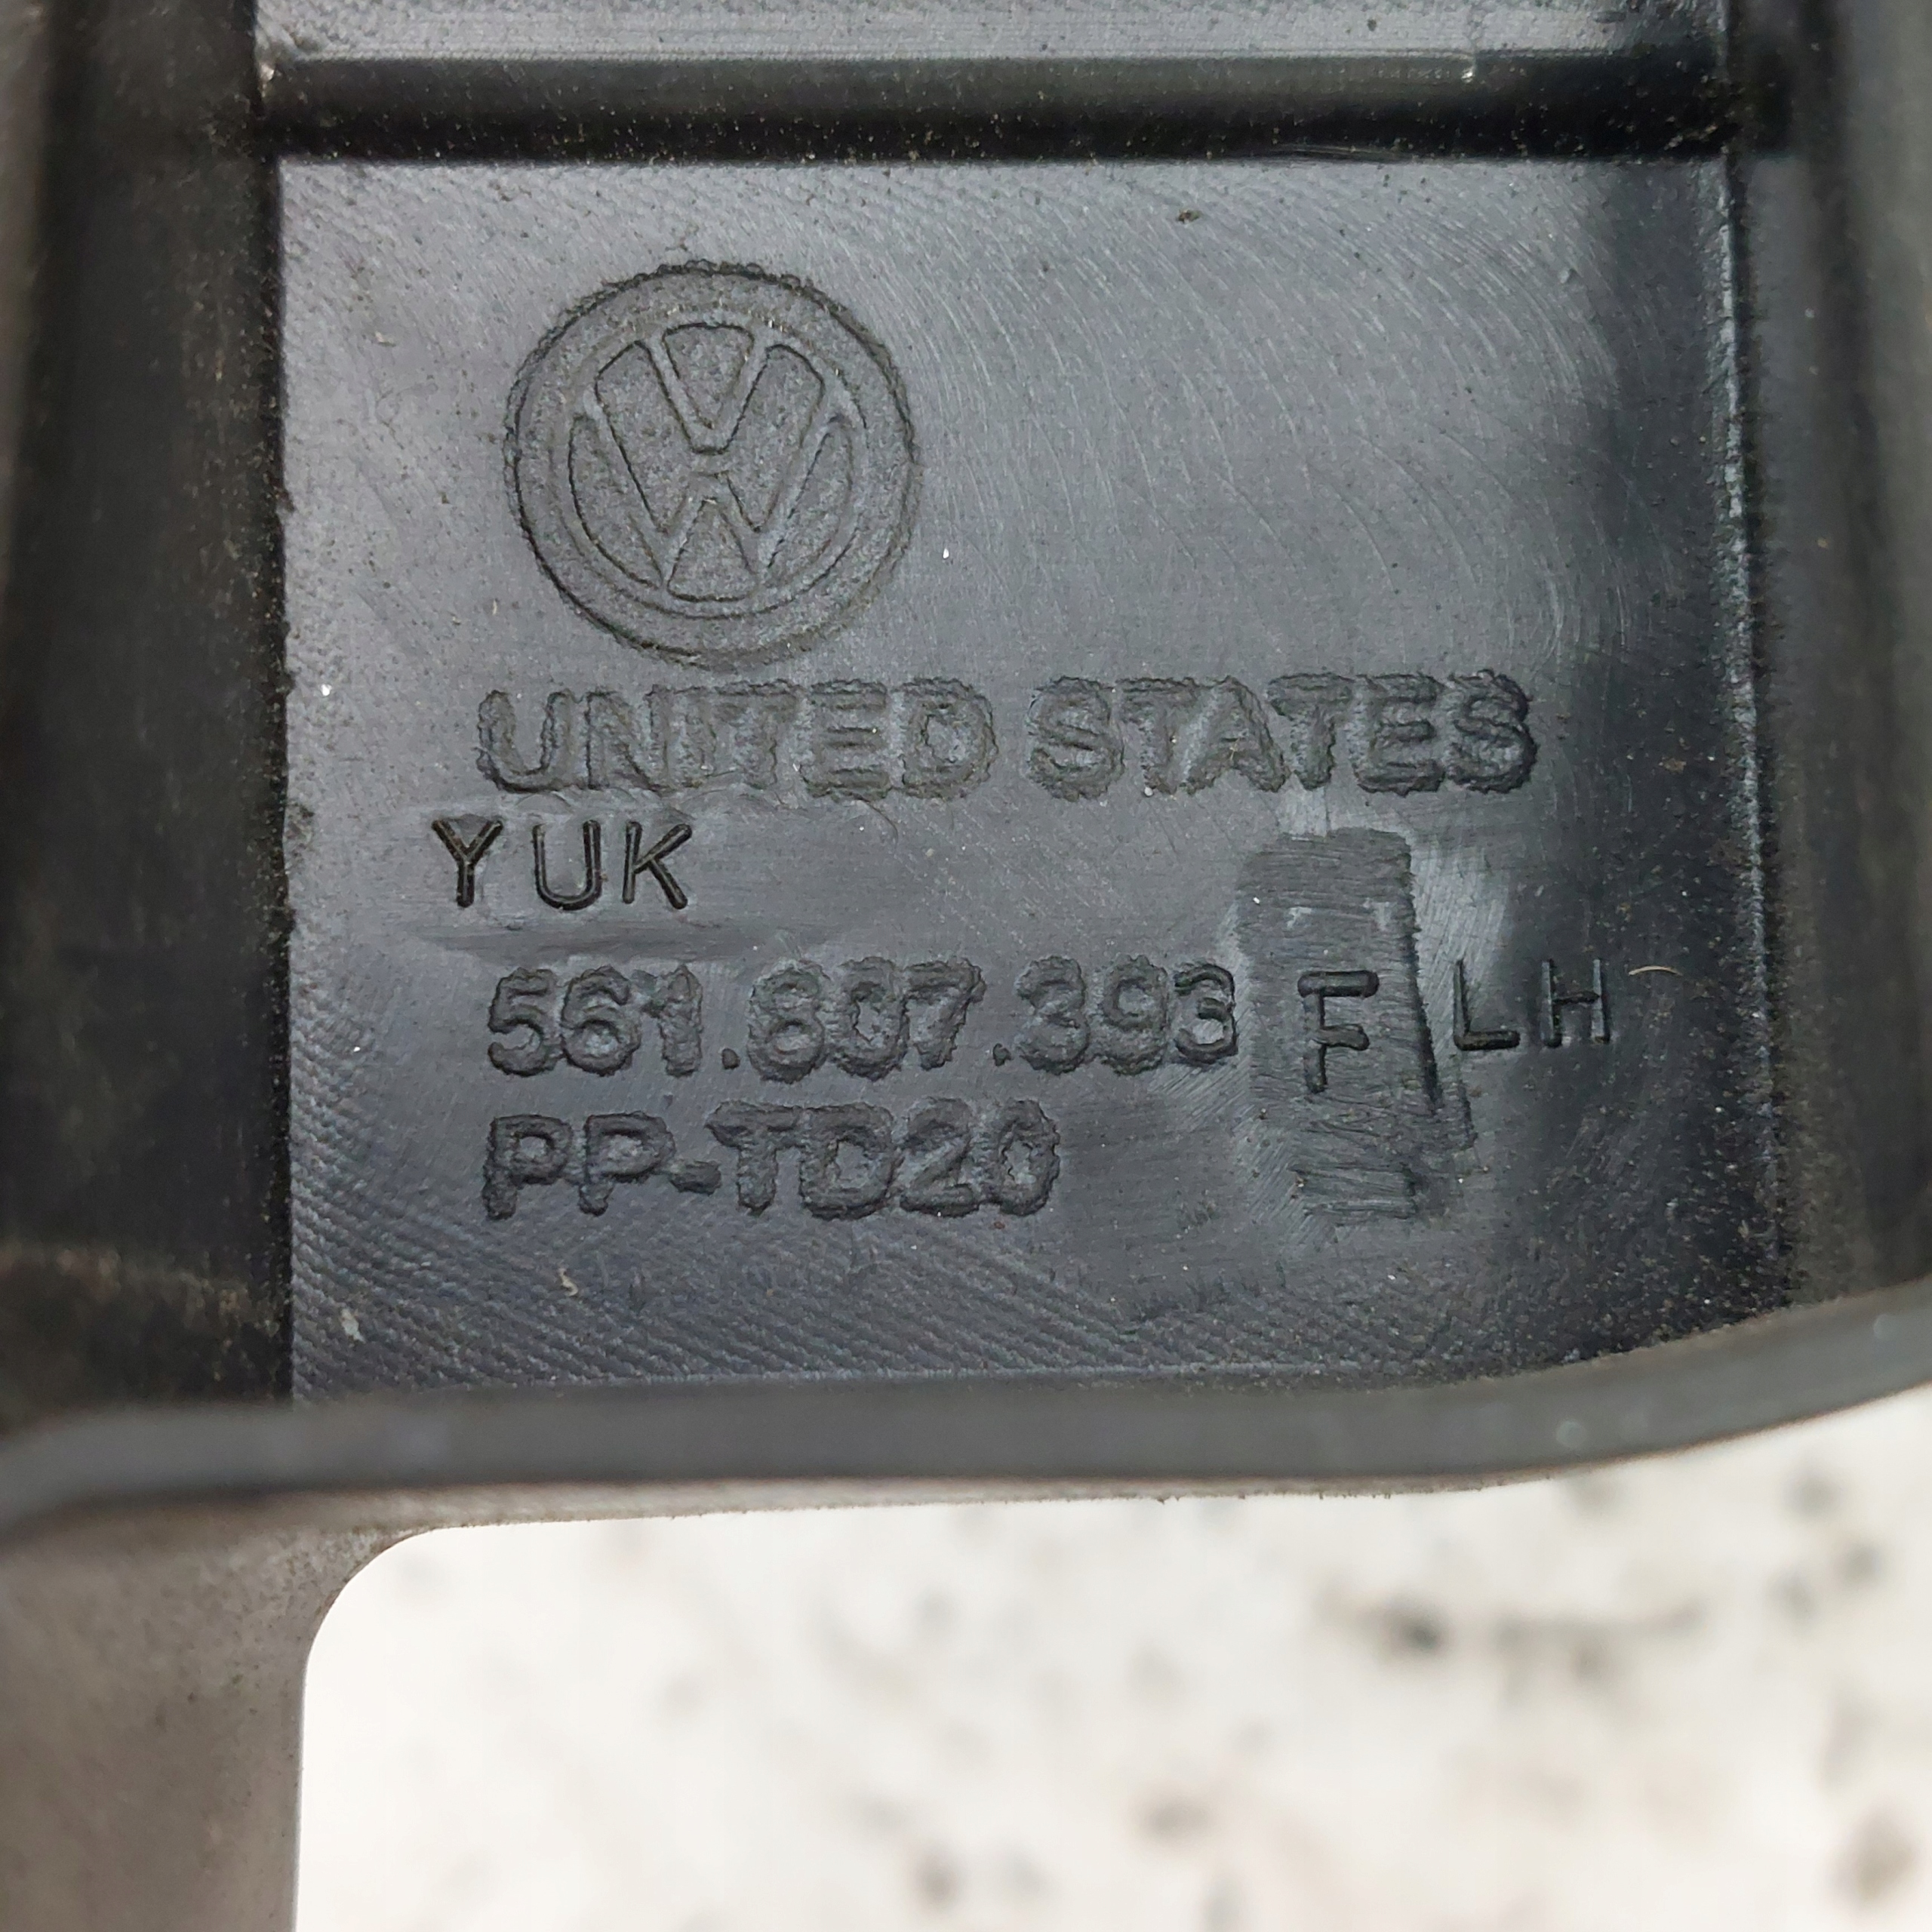 UNITED STATES
YUK
561.807.393 F LH
PP-TD20